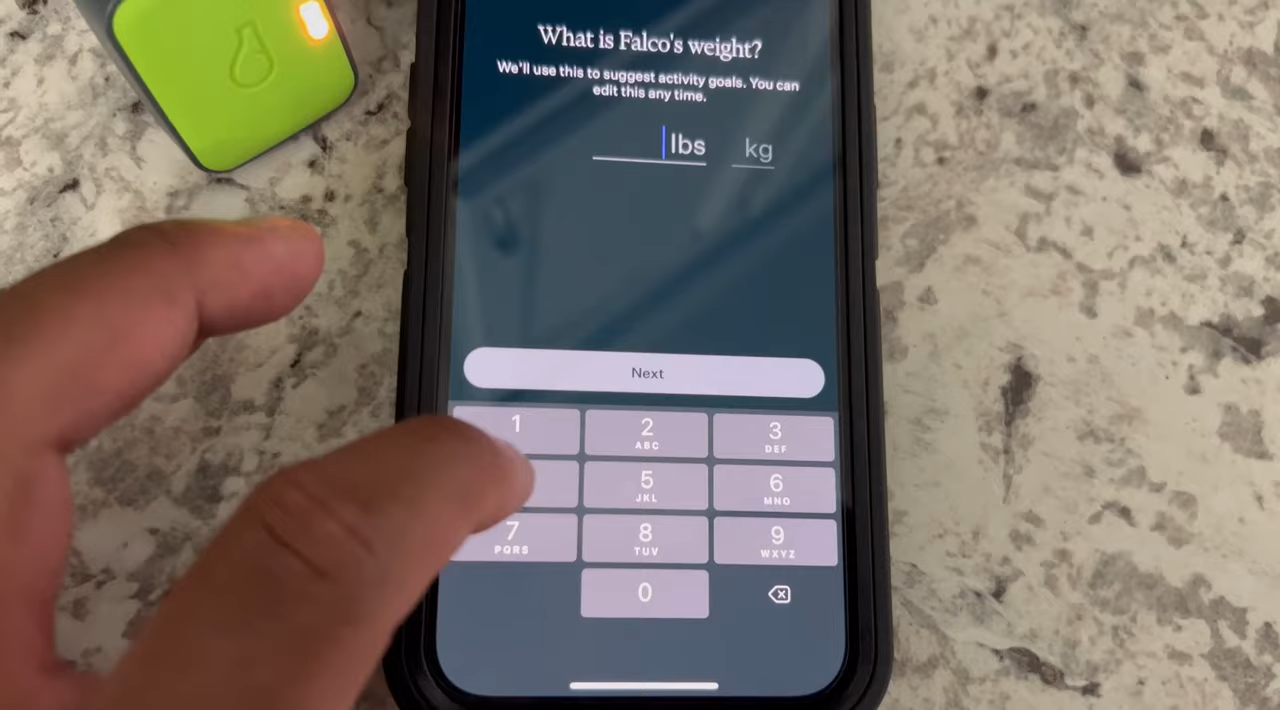 What is Falco's weight?
We'll use this to suggest activity goals. You can
edit this any time.
lbs kg
Next
1 2 3
ABC DEF
5 6
JKL MNO
7 8 9
PQRS TUV WXYZ
0